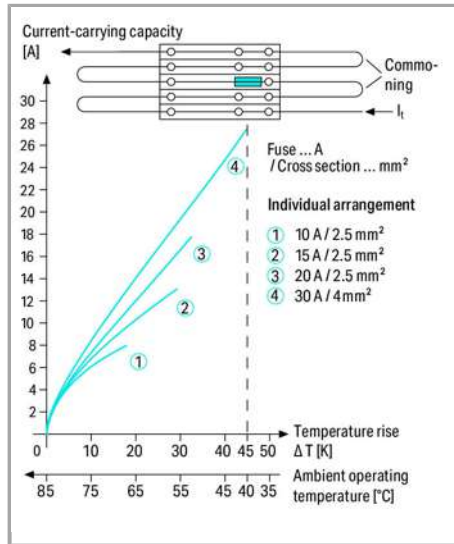 Current-carrying capacity
[A]
Commo-
ning
Iₜ
30
28
26
24
22
20
18
16
14
12
10
8
6
4
2
Fuse ... A
/ Cross section ... mm²
Individual arrangement
① 10 A / 2.5 mm²
② 15 A / 2.5 mm²
③ 20 A / 2.5 mm²
④ 30 A / 4 mm²
④
③
②
①
0 10 20 30 40 45 50
Temperature rise
Δ T [K]
85 75 65 55 45 40 35
Ambient operating
temperature [°C]